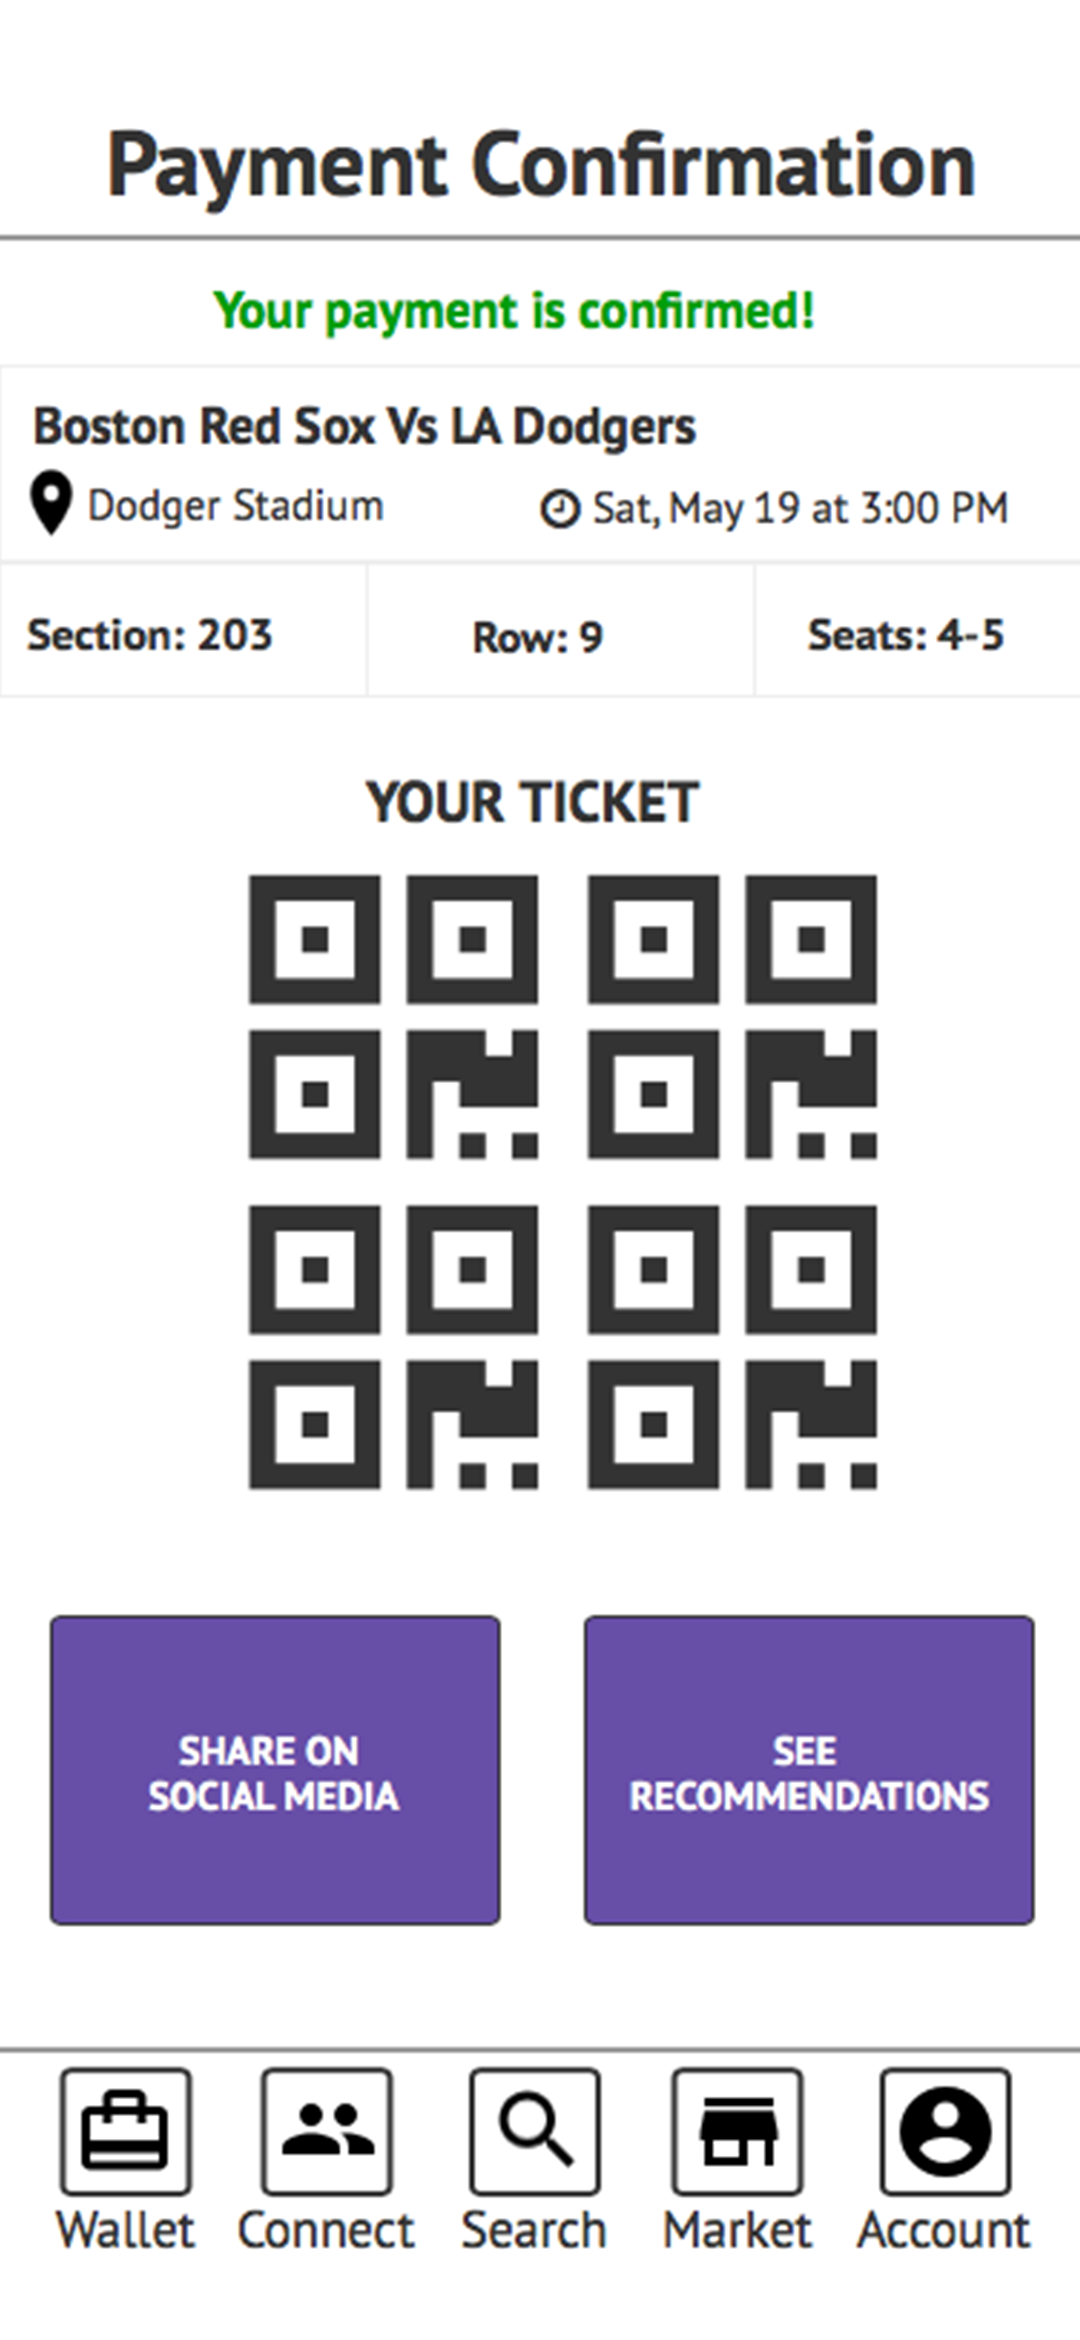 Payment Confirmation
Your payment is confirmed!
Boston Red Sox Vs LA Dodgers
Dodger Stadium
Sat, May 19 at 3:00 PM
Section: 203
Row: 9
Seats: 4-5
YOUR TICKET
SHARE ON
SOCIAL MEDIA
SEE
RECOMMENDATIONS
Wallet
Connect
Search
Market
Account